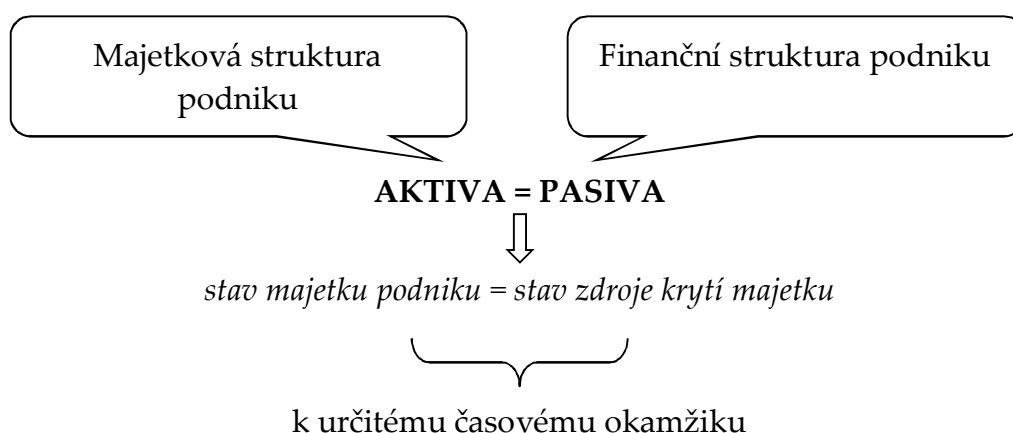 Majetková struktura
podniku
Finanční struktura podniku
AKTIVA = PASIVA
stav majetku podniku = stav zdroje krytí majetku
k určitému časovému okamžiku